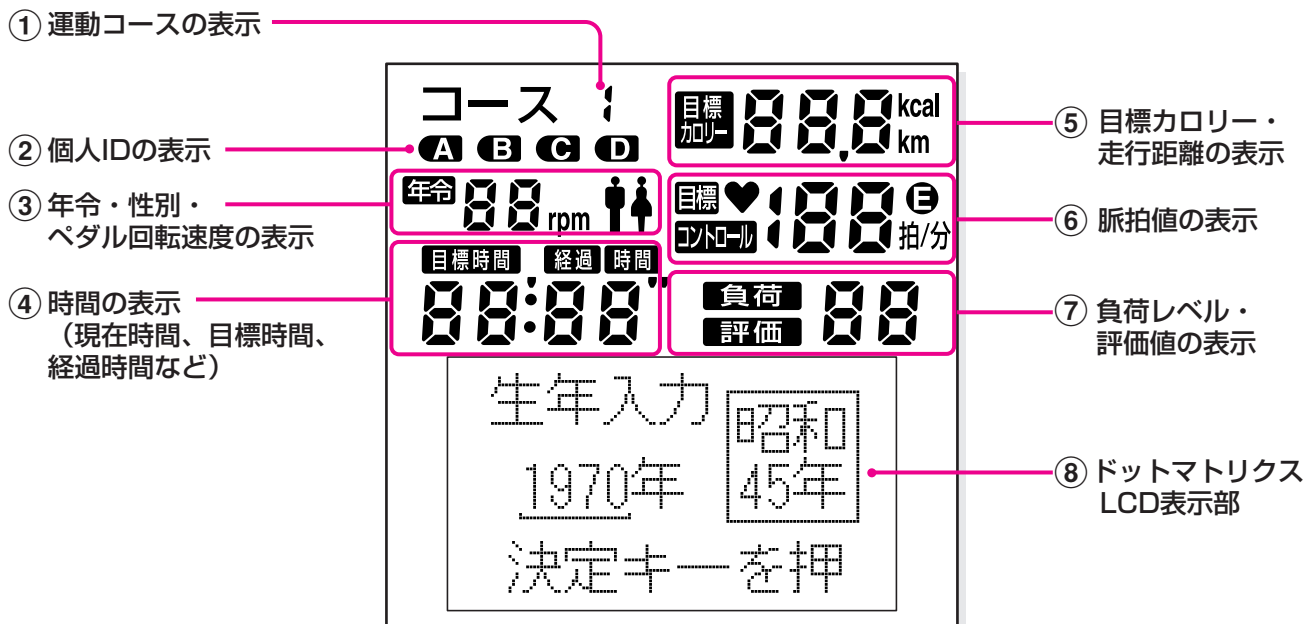 ① 運動コースの表示
② 個人IDの表示
③ 年令・性別・
ペダル回転速度の表示
④ 時間の表示
（現在時間、目標時間、
経過時間など）
コース 1
A B C D
年令 88 rpm
目標時間 経過 時間
88:88
目標
カロリー 88.8 kcal
km
目標 ♥ 188 E
コントロール 拍/分
負荷 88
評価
生年入力 昭和
1970年 45年
決定キーを押
⑤ 目標カロリー・
走行距離の表示
⑥ 脈拍値の表示
⑦ 負荷レベル・
評価値の表示
⑧ ドットマトリクス
LCD表示部